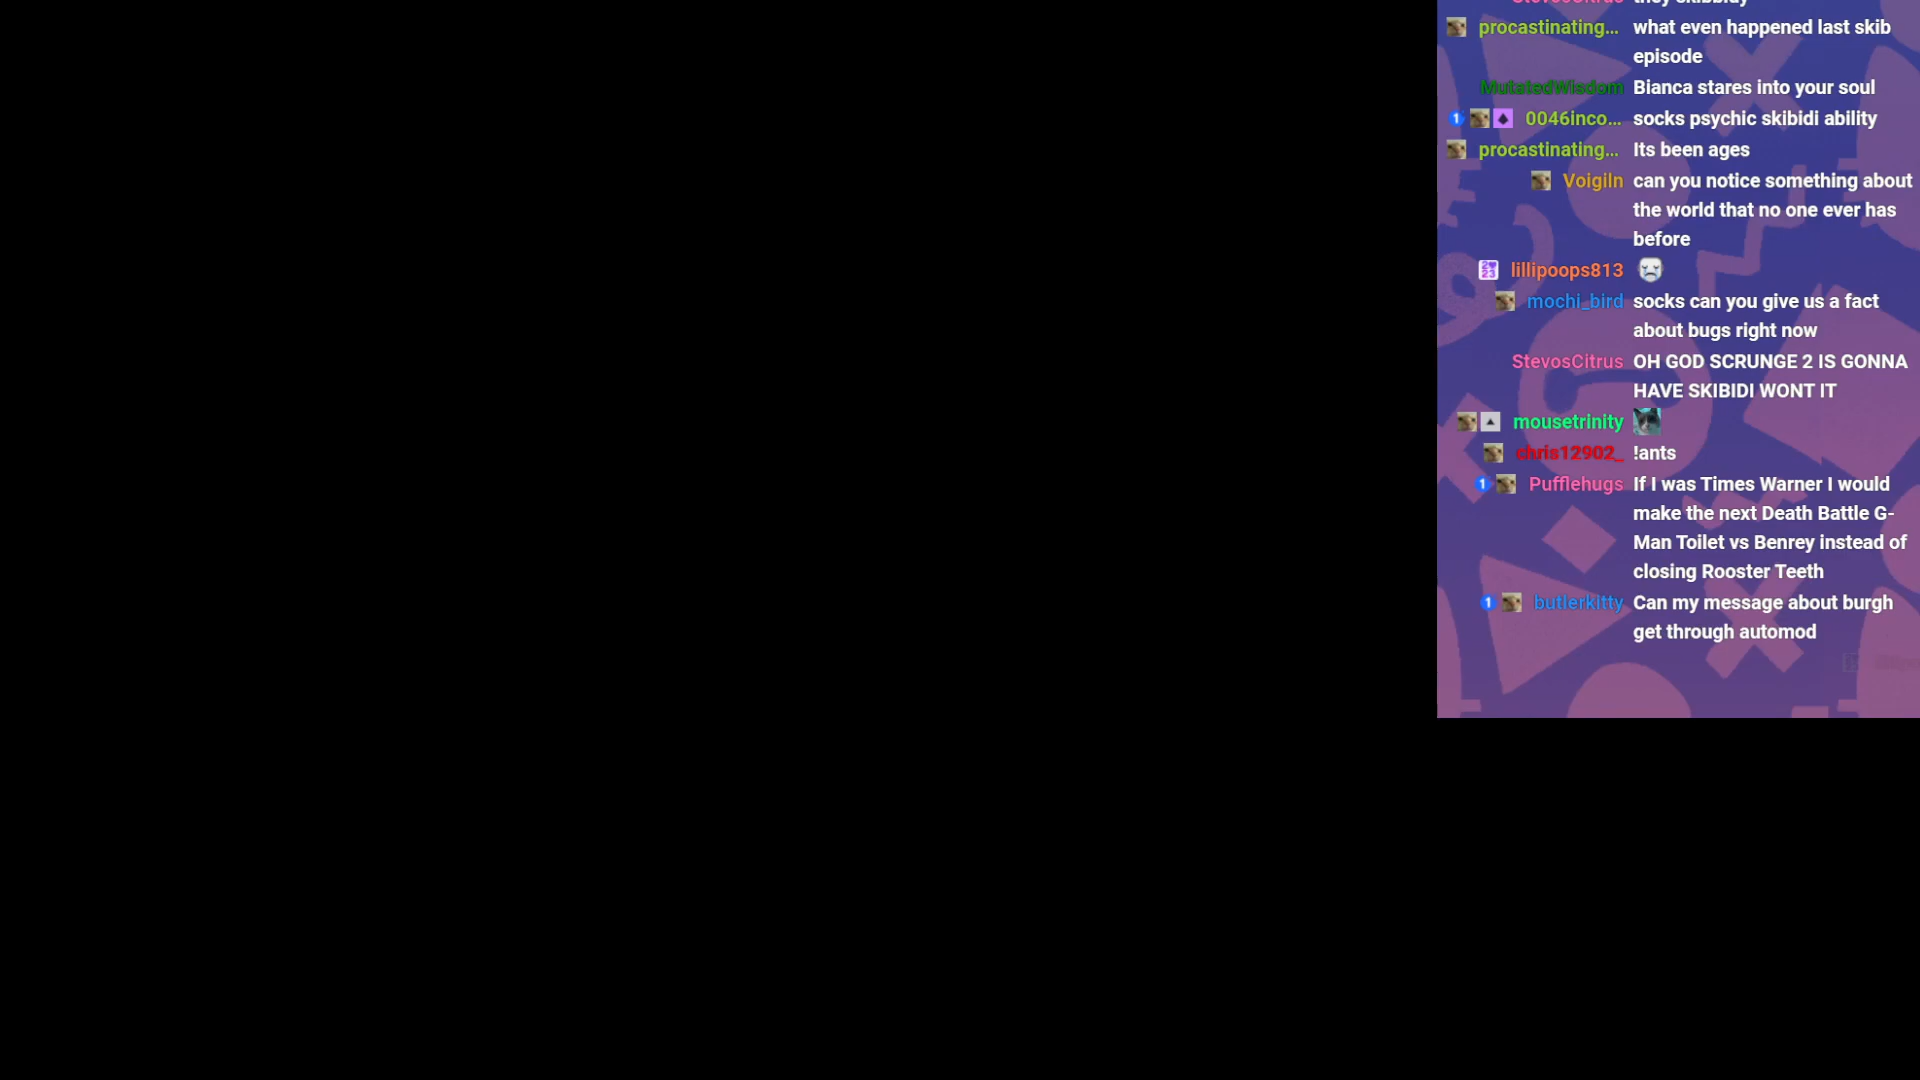 StevosCitrus they skibbidy
procastinating... what even happened last skib
episode
MutatedWisdom Bianca stares into your soul
0046inco... socks psychic skibidi ability
procastinating... Its been ages
Voigiln can you notice something about
the world that no one ever has
before
lillipoops813
mochi_bird socks can you give us a fact
about bugs right now
StevosCitrus OH GOD SCRUNGE 2 IS GONNA
HAVE SKIBIDI WONT IT
mousetrinity
chris12902_ !ants
Pufflehugs If I was Times Warner I would
make the next Death Battle G-
Man Toilet vs Benrey instead of
closing Rooster Teeth
butlerkitty Can my message about burgh
get through automod